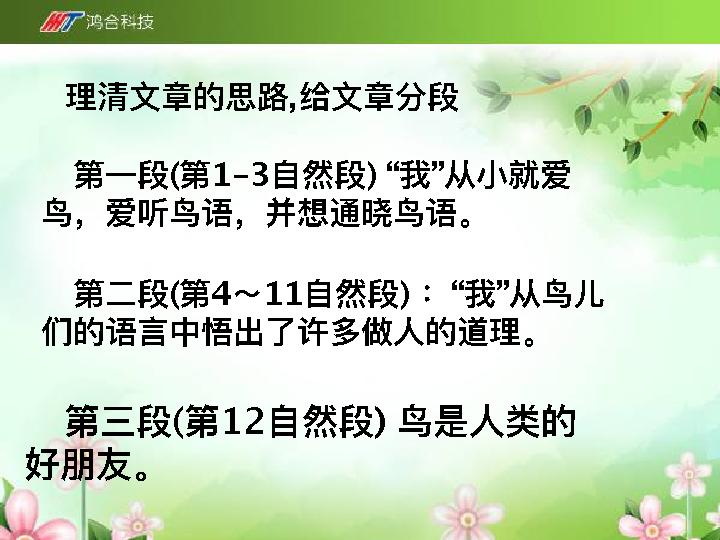 鸿合科技
理清文章的思路,给文章分段
第一段(第1-3自然段) “我”从小就爱
鸟，爱听鸟语，并想通晓鸟语。
第二段(第4～11自然段) ：“我”从鸟儿
们的语言中悟出了许多做人的道理。
第三段(第12自然段) 鸟是人类的
好朋友。